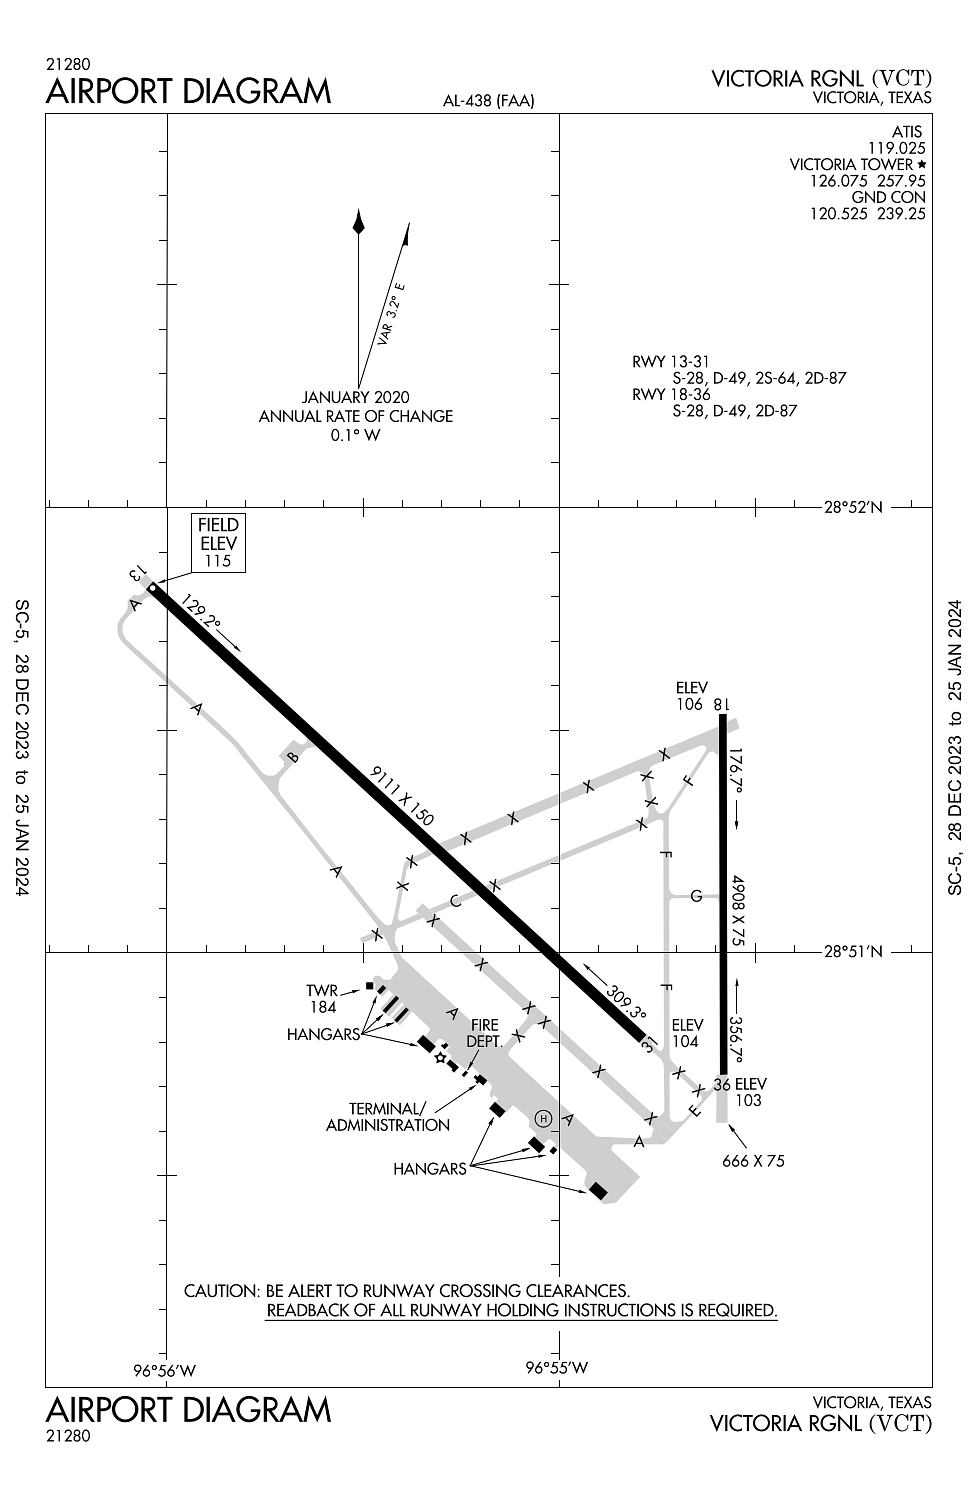 21280
AIRPORT DIAGRAM
AL-438 (FAA)
VICTORIA RGNL (VCT)
VICTORIA, TEXAS
ATIS
119.025
VICTORIA TOWER ★
126.075 257.95
GND CON
120.525 239.25
VAR 3.2° E
JANUARY 2020
ANNUAL RATE OF CHANGE
0.1° W
RWY 13-31
S-28, D-49, 2S-64, 2D-87
RWY 18-36
S-28, D-49, 2D-87
28°52'N
FIELD
ELEV
115
13
A
129.2°
A
B
9111 X 150
A
ELEV
106
18
X
X
X
X
X
X
X
X
F
176.7°
F
G
4908 X 75
X
X
C
X
X
28°51'N
X
F
309.3°
31
ELEV
104
356.7°
TWR
184
HANGARS
A
FIRE
DEPT.
X
X
X
X
X
X
X
36
ELEV
103
E
TERMINAL/
ADMINISTRATION
H
A
A
HANGARS
666 X 75
CAUTION: BE ALERT TO RUNWAY CROSSING CLEARANCES.
READBACK OF ALL RUNWAY HOLDING INSTRUCTIONS IS REQUIRED.
96°56'W
96°55'W
SC-5, 28 DEC 2023 to 25 JAN 2024
SC-5, 28 DEC 2023 to 25 JAN 2024
AIRPORT DIAGRAM
21280
VICTORIA, TEXAS
VICTORIA RGNL (VCT)